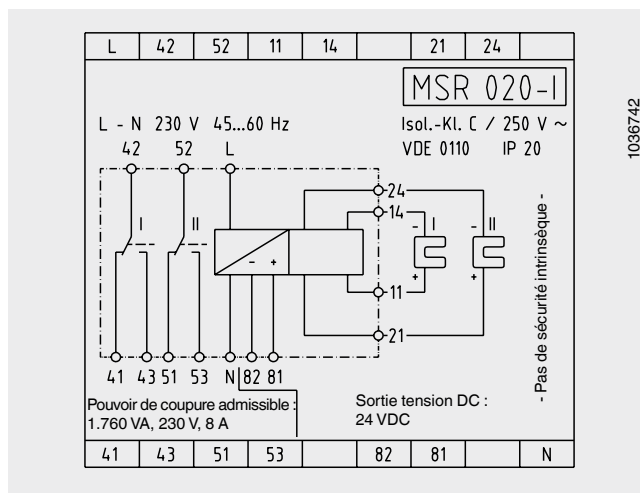 L 42 52 11 14 21 24
MSR 020-I
L - N 230 V 45...60 Hz
Isol.-Kl. C / 250 V ~
VDE 0110 IP 20
42 52 L
24
14
I II
- + - -
I II
+ +
11
21
41 43 51 53 N 82 81
Pouvoir de coupure admissible :
1.760 VA, 230 V, 8 A
Sortie tension DC :
24 VDC
- Pas de sécurité intrinsèque -
41 43 51 53 82 81 N
1036742